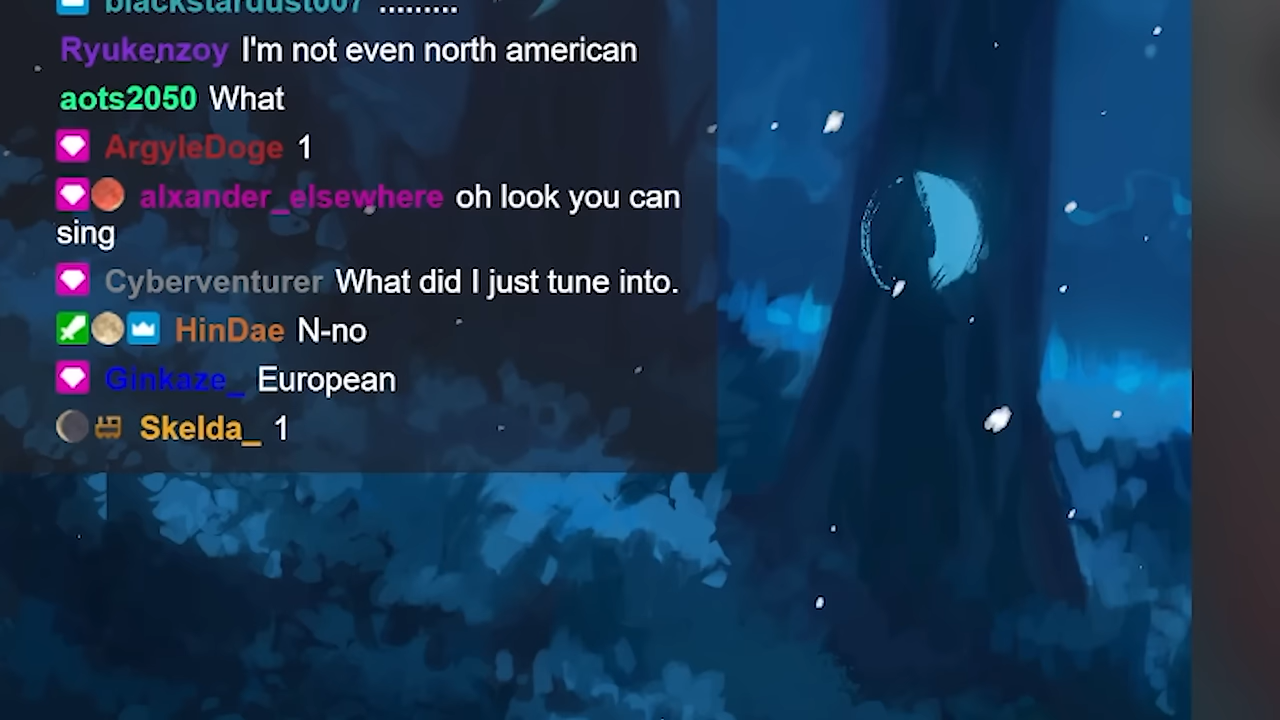 blackstardust007 .........
Ryukenzoy I'm not even north american
aots2050 What
ArgyleDoge 1
alxander_elsewhere oh look you can
sing
Cyberventurer What did I just tune into.
HinDae N-no
Ginkaze_ European
Skelda_ 1